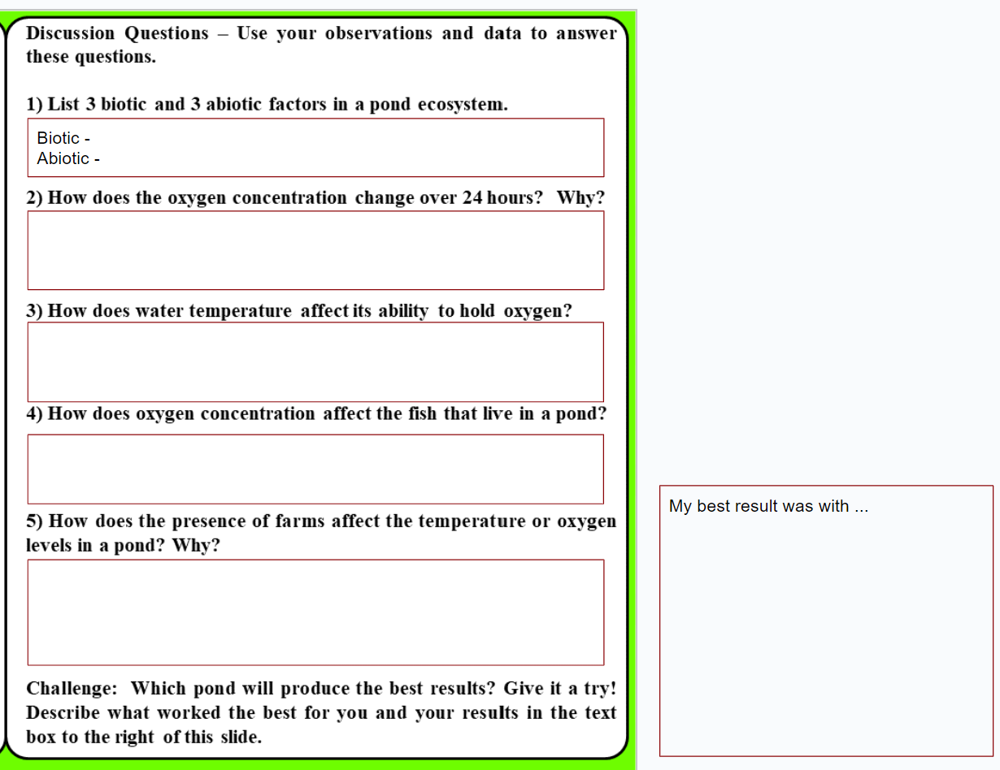 Discussion Questions – Use your observations and data to answer
these questions.
1) List 3 biotic and 3 abiotic factors in a pond ecosystem.
Biotic -
Abiotic -
2) How does the oxygen concentration change over 24 hours? Why?
3) How does water temperature affect its ability to hold oxygen?
4) How does oxygen concentration affect the fish that live in a pond?
5) How does the presence of farms affect the temperature or oxygen
levels in a pond? Why?
Challenge: Which pond will produce the best results? Give it a try!
Describe what worked the best for you and your results in the text
box to the right of this slide.
My best result was with ...